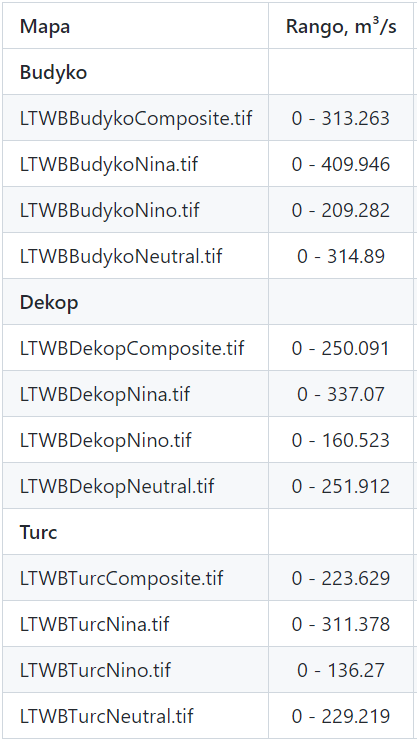 Mapa Rango, m³/s
Budyko
LTWBBudykoComposite.tif 0 - 313.263
LTWBBudykoNina.tif 0 - 409.946
LTWBBudykoNino.tif 0 - 209.282
LTWBBudykoNeutral.tif 0 - 314.89
Dekop
LTWBDekopComposite.tif 0 - 250.091
LTWBDekopNina.tif 0 - 337.07
LTWBDekopNino.tif 0 - 160.523
LTWBDekopNeutral.tif 0 - 251.912
Turc
LTWBTurcComposite.tif 0 - 223.629
LTWBTurcNina.tif 0 - 311.378
LTWBTurcNino.tif 0 - 136.27
LTWBTurcNeutral.tif 0 - 229.219